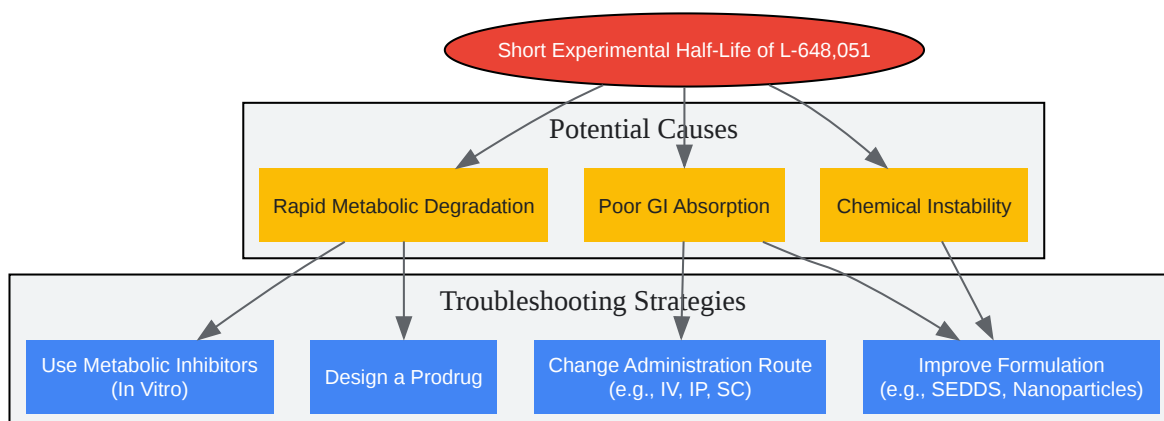 Short Experimental Half-Life of L-648,051
Potential Causes
Rapid Metabolic Degradation
Poor GI Absorption
Chemical Instability
Troubleshooting Strategies
Use Metabolic Inhibitors
(In Vitro)
Design a Prodrug
Change Administration Route
(e.g., IV, IP, SC)
Improve Formulation
(e.g., SEDDS, Nanoparticles)